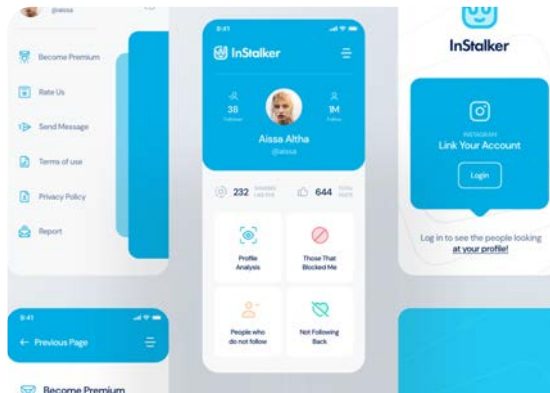 @aissa
Become Premium
Rate Us
Send Message
Terms of use
Privacy Policy
Report
9:41
InStalker
38
Follower
1M
Follow
Aissa Altha
@aissa
232
644
Profile
Analysis
Those That
Blocked Me
People who
do not follow
Not Following
Back
InStalker
INSTAGRAM
Link Your Account
Login
Log in to see the people looking
at your profile!
9:41
Previous Page
Become Premium